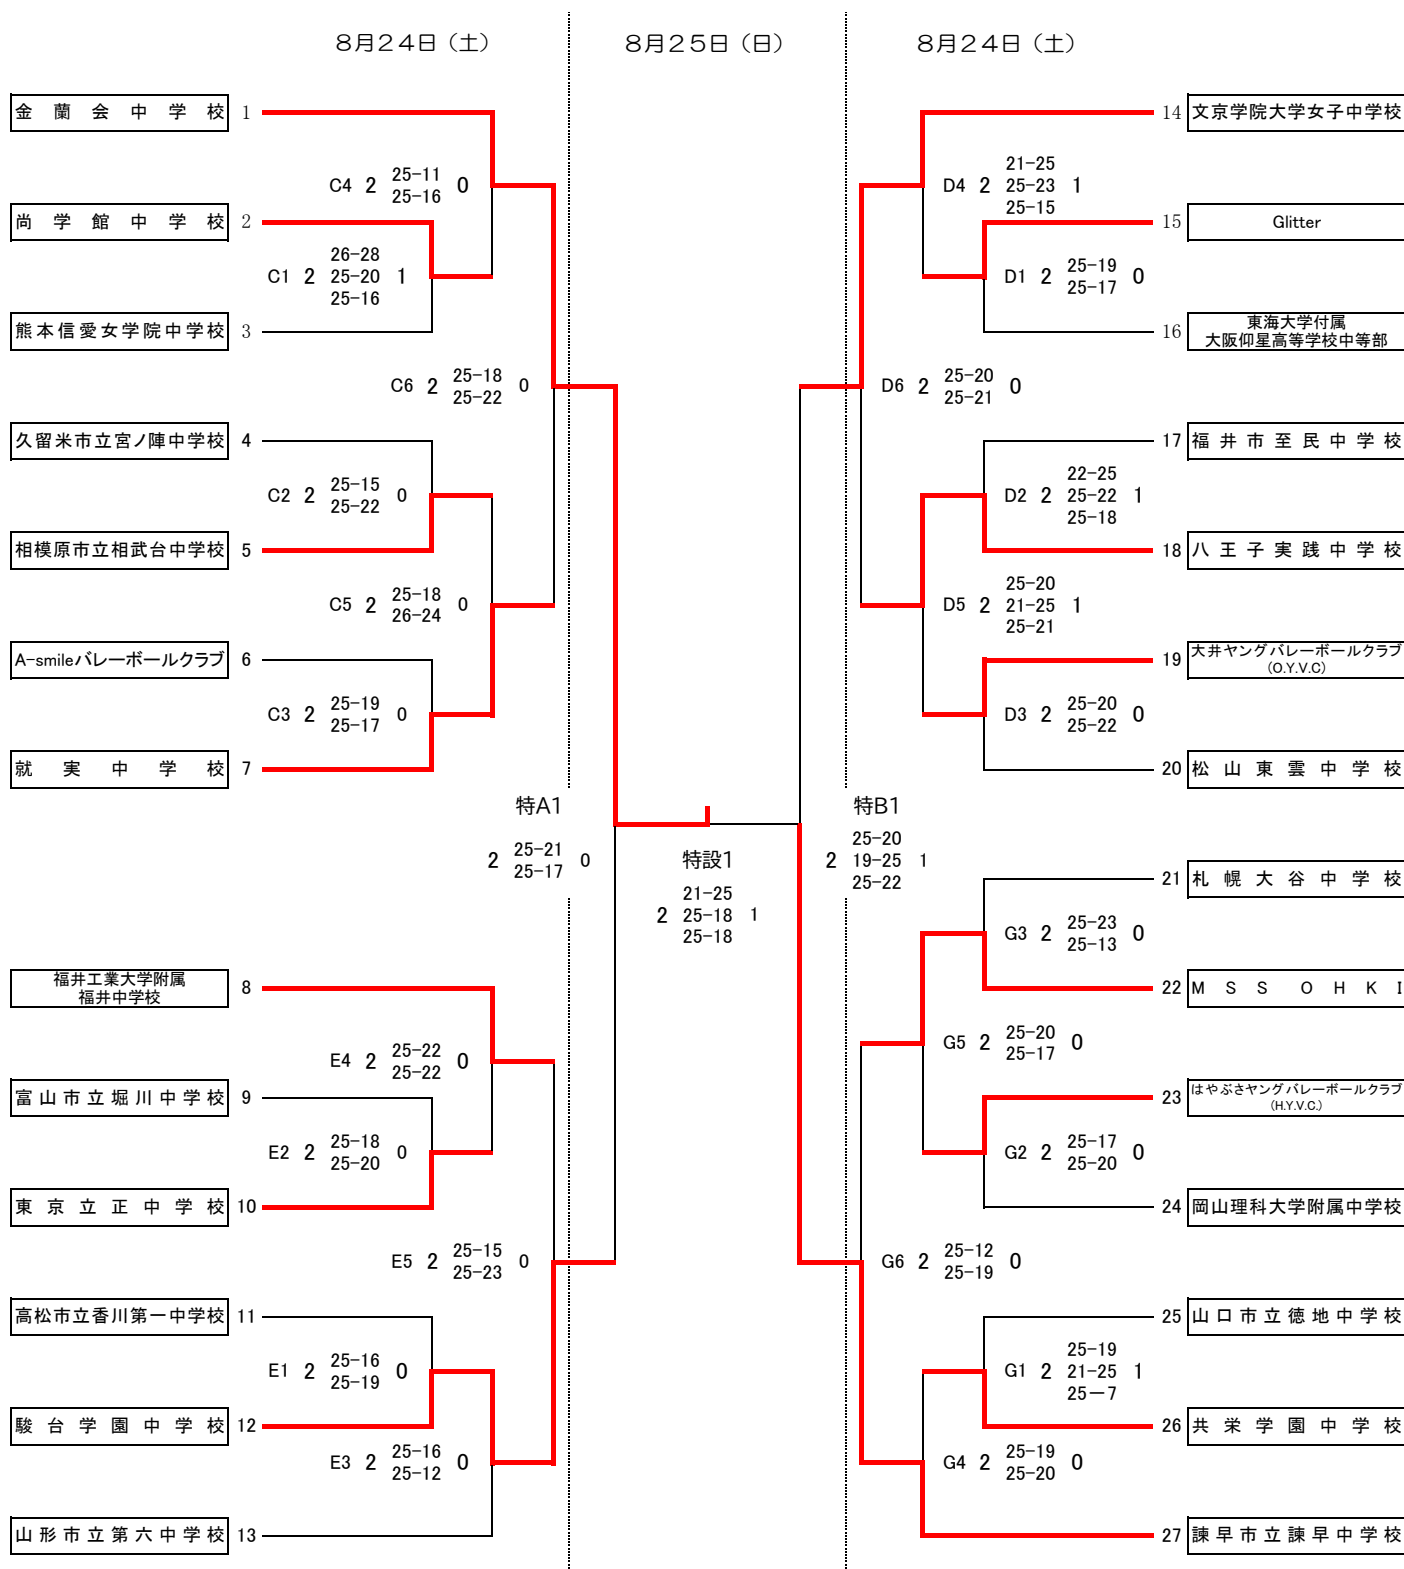 8月24日（土）
8月25日（日）
8月24日（土）
金蘭会中学校 1
C4 2 25-11 0
25-16
尚学館中学校 2
26-28
C1 2 25-20 1
25-16
熊本信愛女学院中学校 3
C6 2 25-18 0
25-22
久留米市立宮ノ陣中学校 4
C2 2 25-15 0
25-22
相模原市立相武台中学校 5
C5 2 25-18 0
26-24
A-smileバレーボールクラブ 6
C3 2 25-19 0
25-17
就実中学校 7
特A1
2 25-21 0
25-17
福井工業大学附属
福井中学校
8
E4 2 25-22 0
25-22
富山市立堀川中学校 9
E2 2 25-18 0
25-20
東京立正中学校 10
E5 2 25-15 0
25-23
高松市立香川第一中学校 11
E1 2 25-16 0
25-19
駿台学園中学校 12
E3 2 25-16 0
25-12
山形市立第六中学校 13
特設1
21-25
2 25-18 1
25-18
14 文京学院大学女子中学校
21-25
D4 2 25-23 1
25-15
15 Glitter
D1 2 25-19 0
25-17
16
東海大学付属
大阪仰星高等学校中等部
D6 2 25-20 0
25-21
17 福井市至民中学校
22-25
D2 2 25-22 1
25-18
18 八王子実践中学校
25-20
D5 2 21-25 1
25-21
19 大井ヤングバレーボールクラブ
(O.Y.V.C)
D3 2 25-20 0
25-22
20 松山東雲中学校
特B1
25-20
2 19-25 1
25-22
21 札幌大谷中学校
G3 2 25-23 0
25-13
22 MSS OHKI
G5 2 25-20 0
25-17
23 はやぶさヤングバレーボールクラブ
(H.Y.V.C.)
G2 2 25-17 0
25-20
24 岡山理科大学附属中学校
G6 2 25-12 0
25-19
25 山口市立徳地中学校
25-19
G1 2 21-25 1
25－7
26 共栄学園中学校
G4 2 25-19 0
25-20
27 諫早市立諫早中学校